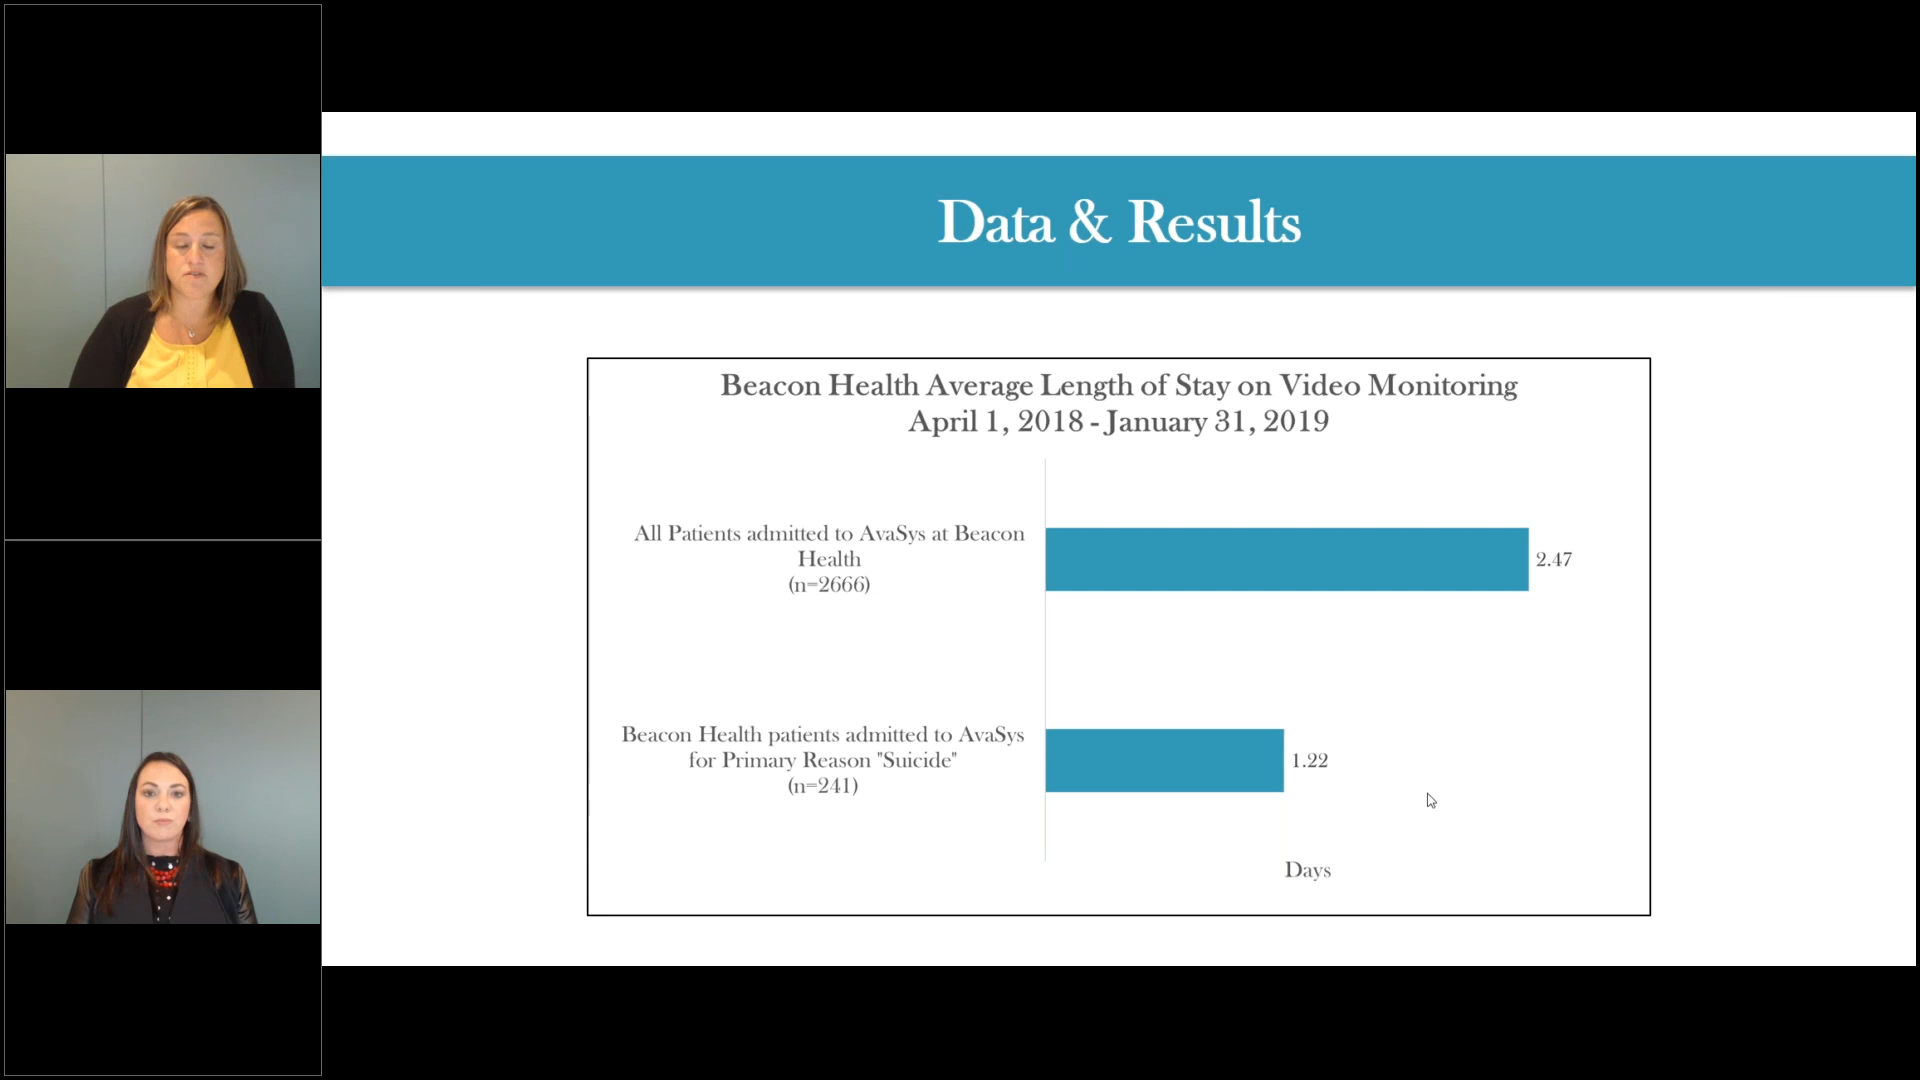 Data & Results
Beacon Health Average Length of Stay on Video Monitoring
April 1, 2018 - January 31, 2019
All Patients admitted to AvaSys at Beacon
Health
(n=2666)
2.47
Beacon Health patients admitted to AvaSys
for Primary Reason "Suicide"
(n=241)
1.22
Days